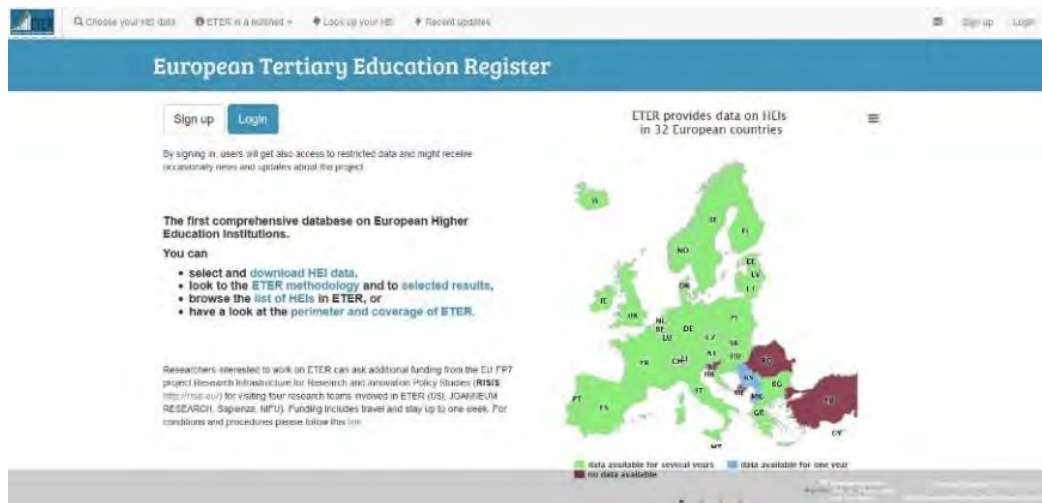 Choose your HEI data ETER in a nutshell Look up your HEI Recent updates Sign up Login
European Tertiary Education Register
Sign up Login
By signing in, users will get also access to restricted data and might receive
occasionally news and updates about the project
The first comprehensive database on European Higher
Education Institutions.
You can
• select and download HEI data,
• look to the ETER methodology and to selected results,
• browse the list of HEIs in ETER, or
• have a look at the perimeter and coverage of ETER.
Researchers interested to work on ETER can ask additional funding from the EU FP7
project Research Infrastructure for Research and Innovation Policy Studies (RISIS,
http://risis.eu/) for visiting four research teams involved in ETER (USI, JOANNEUM
RESEARCH, Sapienza, NIFU). Funding includes travel and stay up to one week. For
conditions and procedures please follow this link
ETER provides data on HEIs
in 32 European countries
IS
SE
FI
NO
EE
LV
LT
DK
IE
UK
NL
BE
LU
DE
PL
CZ
SK
FR
CH
LI
AT
HU
RO
HR
RS
BG
IT
ME
MK
PT
ES
GR
TR
MT
CY
data available for several years data available for one year
no data available